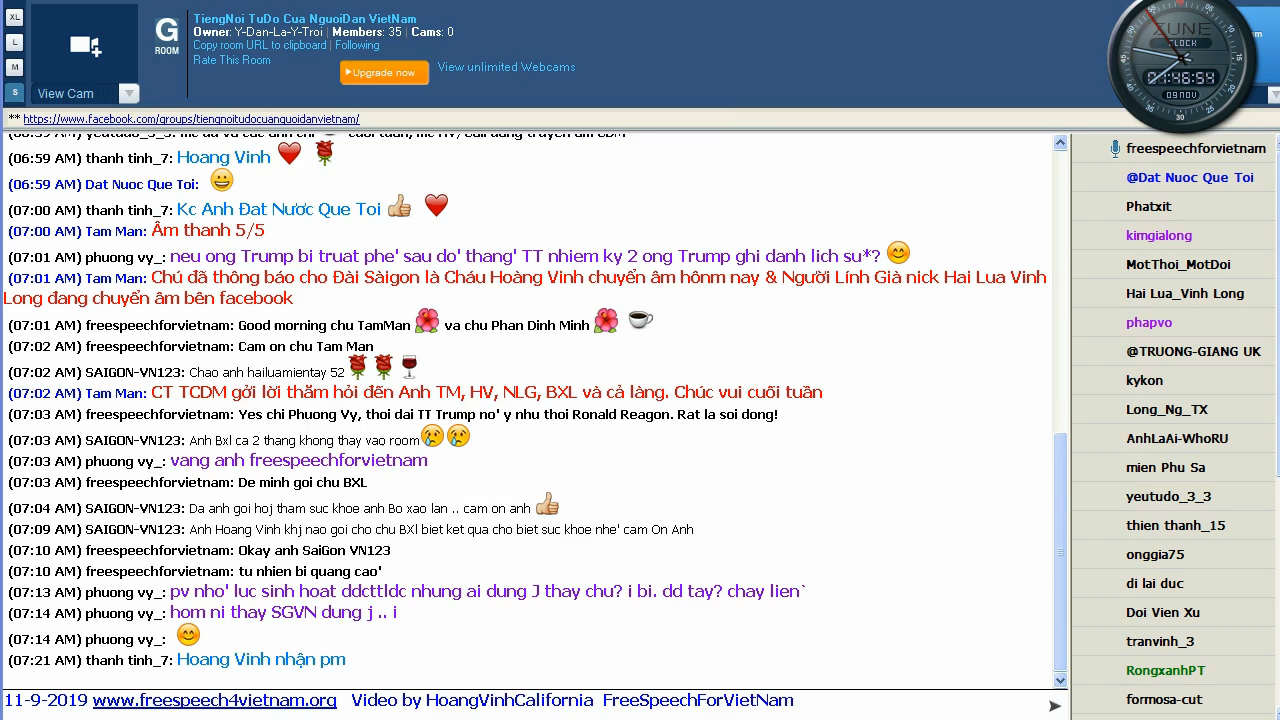 XL
L
M
S
View Cam
G
ROOM
TiengNoi TuDo Cua NguoiDan VietNam
Owner: Y-Dan-La-Y-Troi | Members: 35 | Cams: 0
Copy room URL to clipboard | Following
Rate This Room
Upgrade now
View unlimited Webcams
ZUNE
CLOCK
01:46:54
09 NOV
** https://www.facebook.com/groups/tiengnoitudocuanguoidanvietnam/
(06:59 AM) thanh tinh_7: Hoang Vinh
(06:59 AM) Dat Nuoc Que Toi:
(07:00 AM) thanh tinh_7: Kc Anh Đat Nươc Que Toi
(07:00 AM) Tam Man: Âm thanh 5/5
(07:01 AM) phuong vy_: neu ong Trump bi truat phe' sau do' thang' TT nhiem ky 2 ong Trump ghi danh lich su*?
(07:01 AM) Tam Man: Chú đã thông báo cho Đài Sàigon là Cháu Hoàng Vinh chuyển âm hônm nay & Người Lính Già nick Hai Lua Vinh
Long đang chuyển âm bên facebook
(07:01 AM) freespeechforvietnam: Good morning chu TamMan va chu Phan Dinh Minh
(07:02 AM) freespeechforvietnam: Cam on chu Tam Man
(07:02 AM) SAIGON-VN123: Chao anh hailuamientay 52
(07:02 AM) Tam Man: CT TCDM gởi lời thăm hỏi đến Anh TM, HV, NLG, BXL và cả làng. Chúc vui cuối tuần
(07:03 AM) freespeechforvietnam: Yes chi Phuong Vy, thoi dai TT Trump no' y nhu thoi Ronald Reagon. Rat la soi dong!
(07:03 AM) SAIGON-VN123: Anh Bxl ca 2 thang khong thay vao room
(07:03 AM) phuong vy_: vang anh freespeechforvietnam
(07:03 AM) freespeechforvietnam: De minh goi chu BXL
(07:04 AM) SAIGON-VN123: Da anh goi hoj tham suc khoe anh Bo xao lan .. cam on anh
(07:09 AM) SAIGON-VN123: Anh Hoang Vinh khj nao goi cho chu BXl biet ket qua cho biet suc khoe nhe' cam On Anh
(07:10 AM) freespeechforvietnam: Okay anh SaiGon VN123
(07:10 AM) freespeechforvietnam: tu nhien bi quang cao'
(07:13 AM) phuong vy_: pv nho' luc sinh hoat ddcttldc nhung ai dung J thay chu? i bi. dd tay? chay lien`
(07:14 AM) phuong vy_: hom ni thay SGVN dung j .. i
(07:14 AM) phuong vy_:
(07:21 AM) thanh tinh_7: Hoang Vinh nhận pm
11-9-2019 www.freespeech4vietnam.org Video by HoangVinhCalifornia FreeSpeechForVietNam
freespeechforvietnam
@Dat Nuoc Que Toi
Phatxit
kimgialong
MotThoi_MotDoi
Hai Lua_Vinh Long
phapvo
@TRUONG-GIANG UK
kykon
Long_Ng_TX
AnhLaAi-WhoRU
mien Phu Sa
yeutudo_3_3
thien thanh_15
onggia75
di lai duc
Doi Vien Xu
tranvinh_3
RongxanhPT
formosa-cut